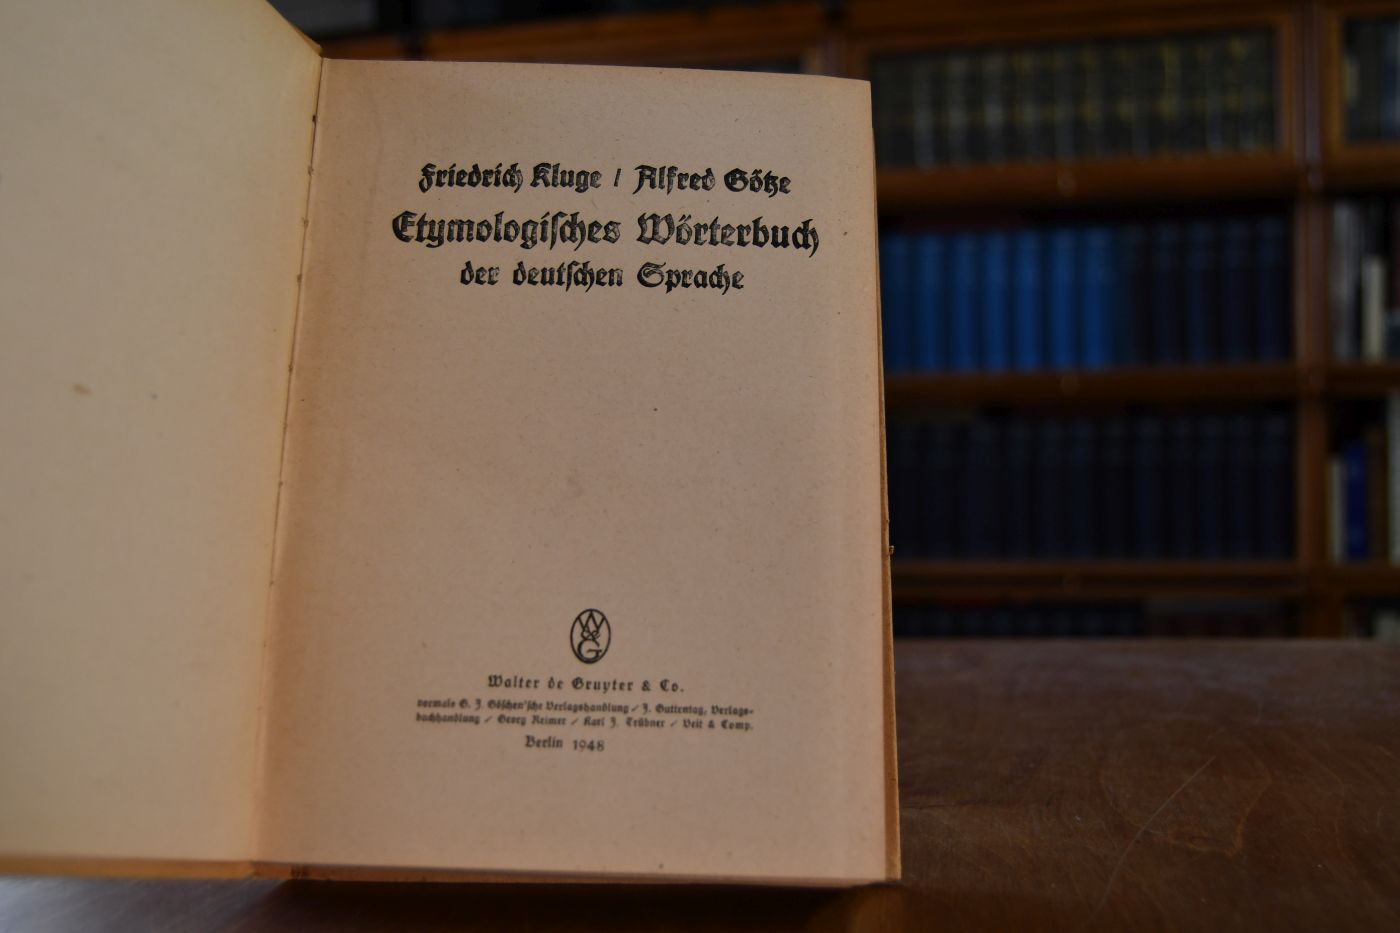 Friedrich Kluge / Alfred Götze
Etymologisches Wörterbuch
der deutschen Sprache
W
&
G
Walter de Gruyter & Co.
vormals G. J. Göschen'sche Verlagshandlung / J. Guttentag, Verlags-
buchhandlung / Georg Reimer / Karl J. Trübner / Veit & Comp.
Berlin 1948